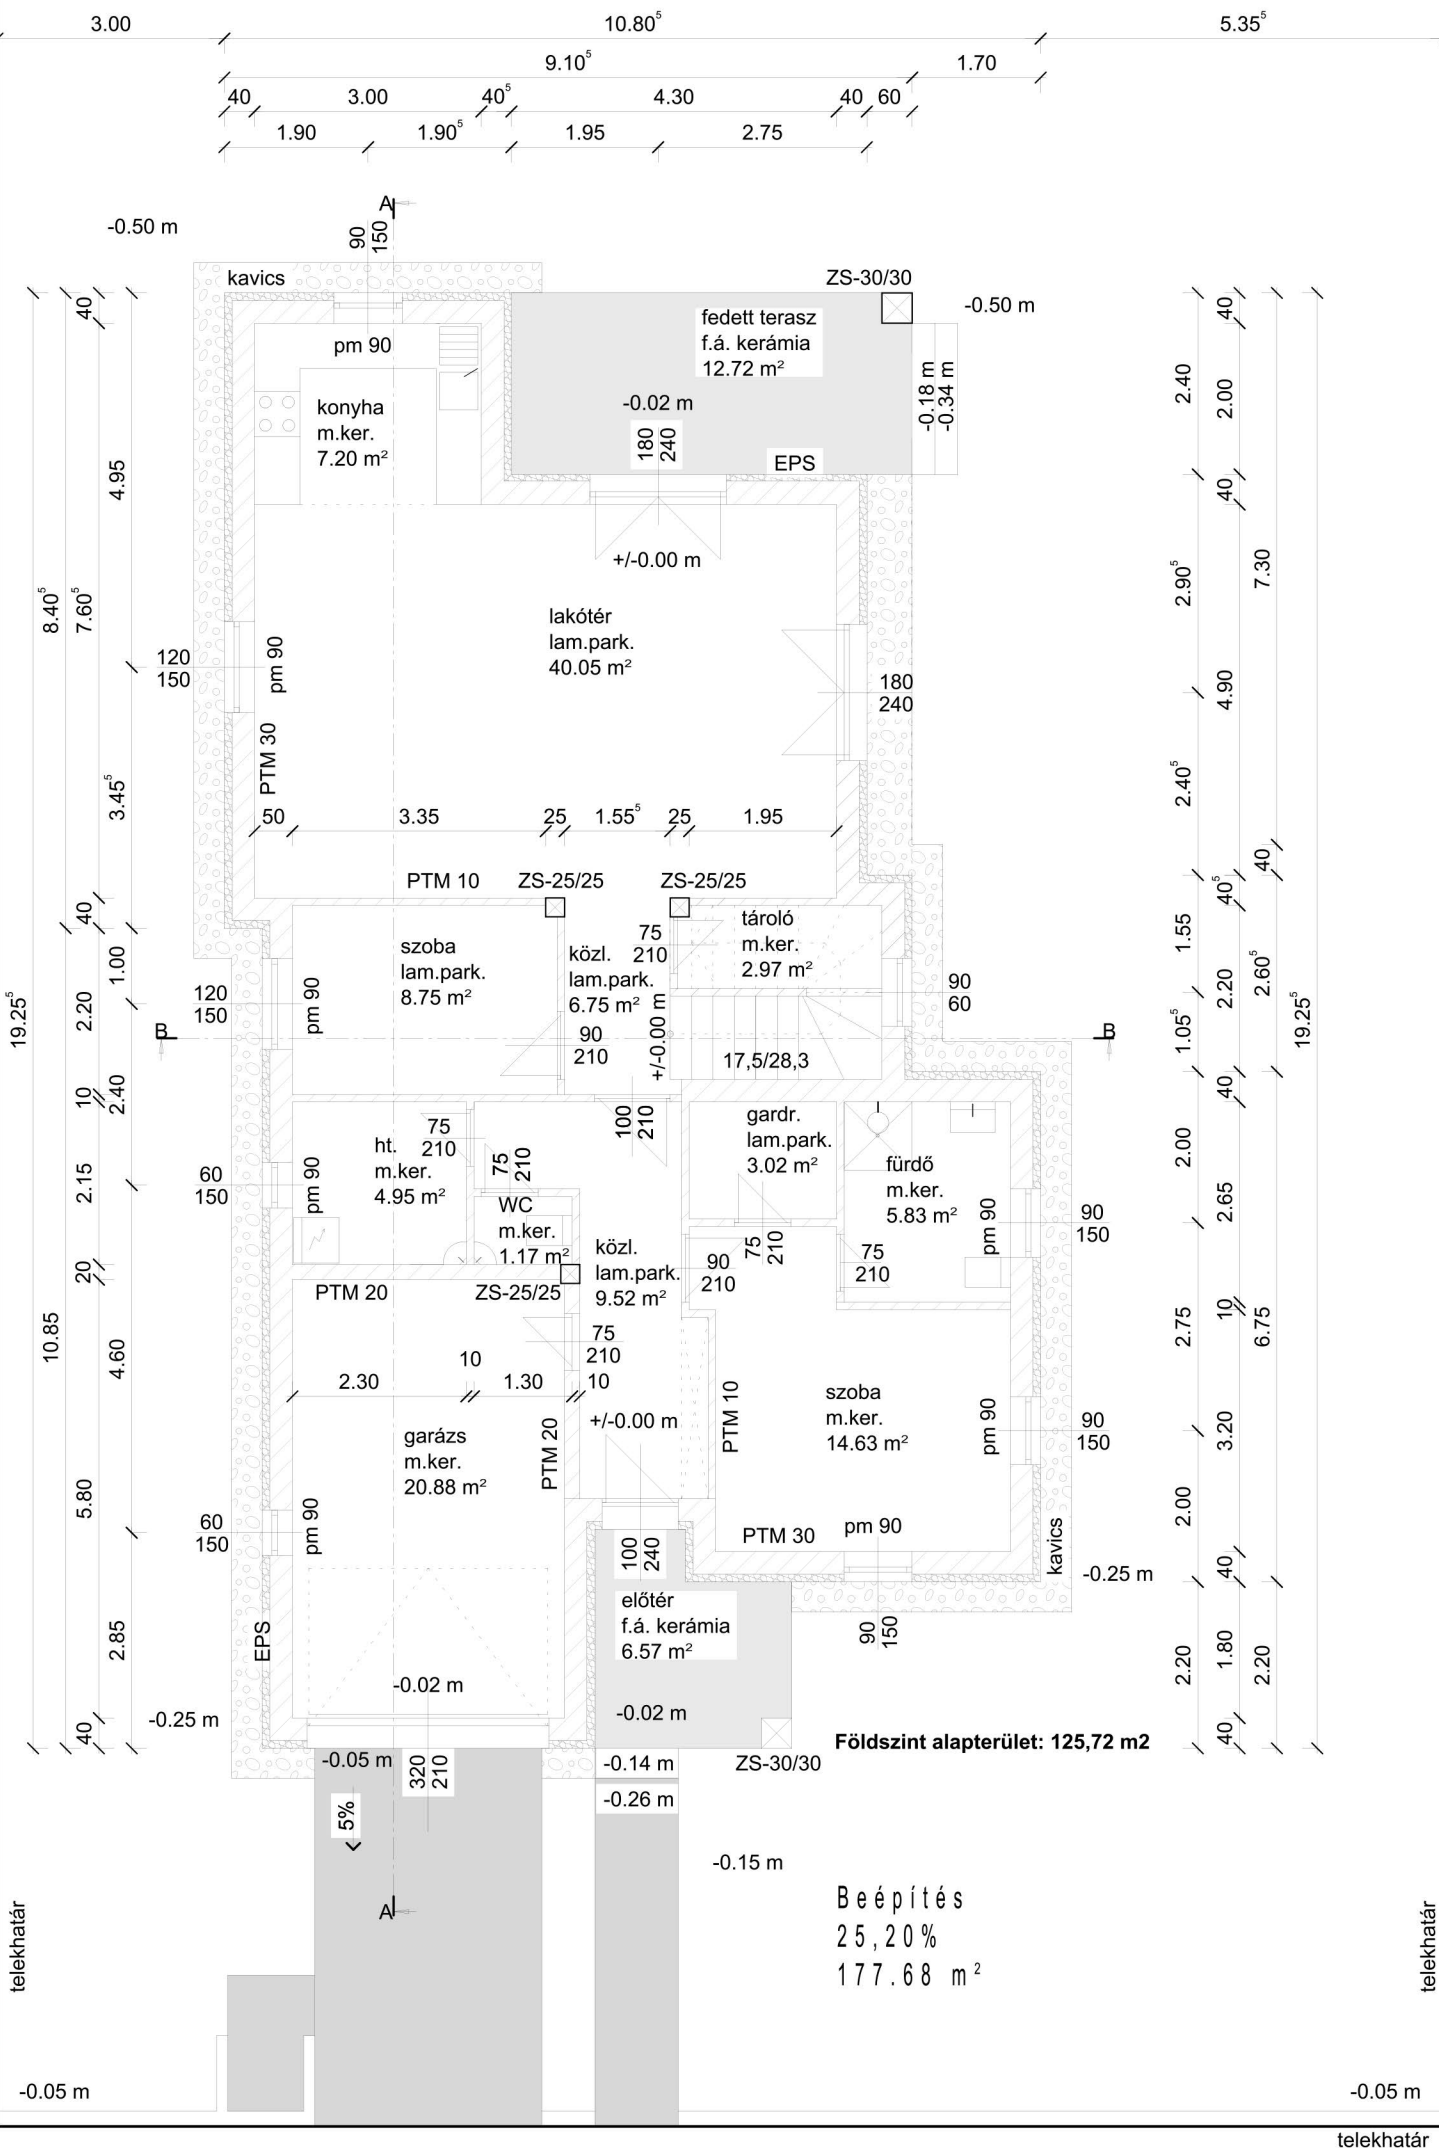 3.00 10.80⁵ 5.35⁵
9.10⁵ 1.70
40 3.00 40⁵ 4.30 40 60
1.90 1.90⁵ 1.95 2.75
A
-0.50 m
90
150
kavics
ZS-30/30
-0.50 m
fedett terasz
f.á. kerámia
12.72 m²
-0.02 m
-0.18 m
-0.34 m
180
240
EPS
pm 90
konyha
m.ker.
7.20 m²
+/-0.00 m
lakótér
lam.park.
40.05 m²
120
150
pm 90
PTM 30
180
240
50 3.35 25 1.55⁵ 25 1.95
PTM 10
ZS-25/25
ZS-25/25
szoba
lam.park.
8.75 m²
közl.
lam.park.
6.75 m²
75
210
tároló
m.ker.
2.97 m²
120
150
pm 90
90
60
B
B
90
210
+/-0.00 m
17,5/28,3
100
210
gardr.
lam.park.
3.02 m²
75
210
ht.
m.ker.
4.95 m²
75
210
fürdő
m.ker.
5.83 m²
60
150
pm 90
WC
m.ker.
1.17 m²
pm 90
90
150
közl.
lam.park.
9.52 m²
90
210
75
210
75
210
PTM 20
ZS-25/25
75
210
10
2.30 1.30 10
+/-0.00 m
PTM 20
PTM 10
szoba
m.ker.
14.63 m²
pm 90
90
150
garázs
m.ker.
20.88 m²
60
150
pm 90
100
240
PTM 30
pm 90
kavics
-0.25 m
90
150
előtér
f.á. kerámia
6.57 m²
EPS
-0.02 m
-0.02 m
-0.25 m
Földszint alapterület: 125,72 m2
-0.05 m
320
210
-0.14 m
ZS-30/30
-0.26 m
5%
-0.15 m
A
Beépítés
25,20%
177.68 m²
19.25⁵
8.40⁵
10.85
40
7.60⁵
40
2.20
10
2.15
20
5.80
40
4.95
3.45⁵
1.00
2.40
4.60
2.85
2.40
2.90⁵
2.40⁵
1.55
1.05⁵
2.00
2.75
2.00
2.20
40
2.00
40
4.90
40⁵
2.20
40
2.65
10
3.20
40
1.80
40
7.30
40
2.60⁵
6.75
2.20
19.25⁵
telekhatár
telekhatár
-0.05 m
-0.05 m
telekhatár